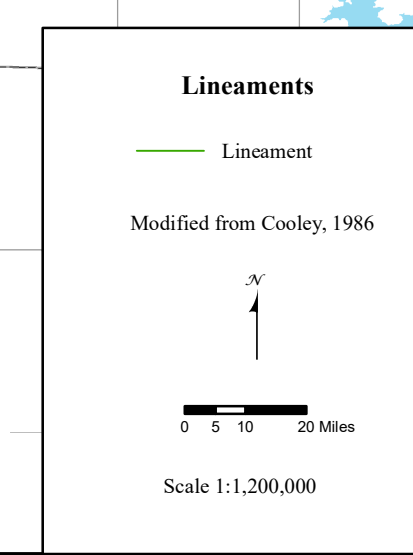 Lineaments
Lineament
Modified from Cooley, 1986
N
0 5 10 20 Miles
Scale 1:1,200,000